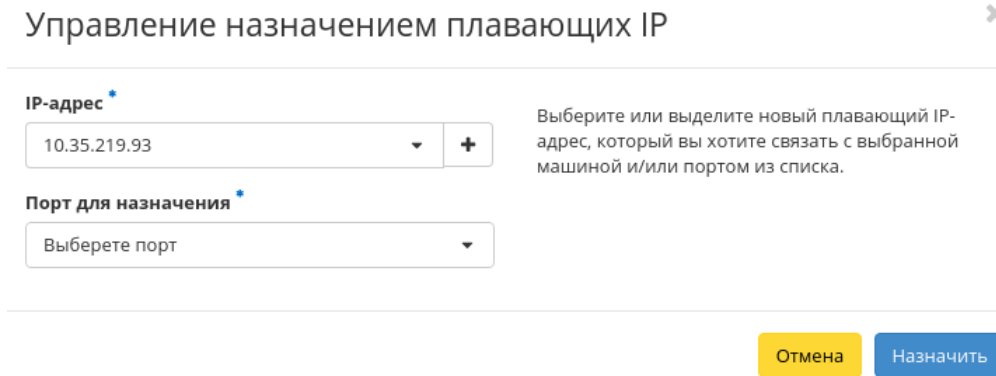 Управление назначением плавающих IP
IP-адрес *
10.35.219.93
Порт для назначения *
Выберете порт
Выберите или выделите новый плавающий IP-
адрес, который вы хотите связать с выбранной
машиной и/или портом из списка.
Отмена
Назначить